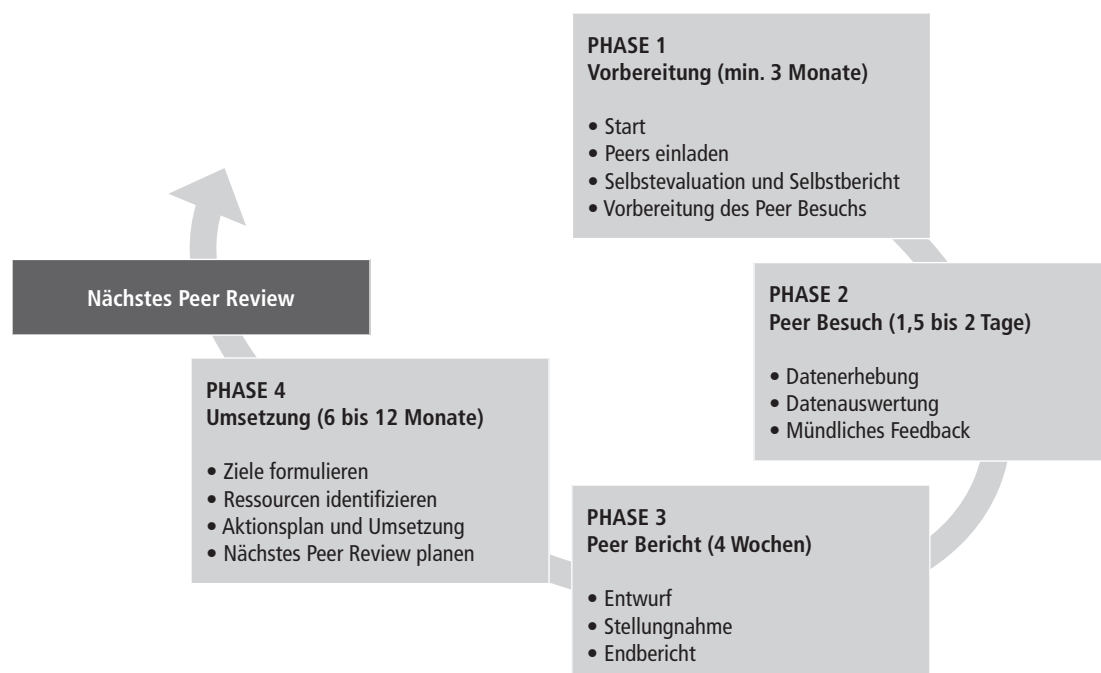 PHASE 1
Vorbereitung (min. 3 Monate)
• Start
• Peers einladen
• Selbstevaluation und Selbstbericht
• Vorbereitung des Peer Besuchs
PHASE 2
Peer Besuch (1,5 bis 2 Tage)
• Datenerhebung
• Datenauswertung
• Mündliches Feedback
PHASE 3
Peer Bericht (4 Wochen)
• Entwurf
• Stellungnahme
• Endbericht
PHASE 4
Umsetzung (6 bis 12 Monate)
• Ziele formulieren
• Ressourcen identifizieren
• Aktionsplan und Umsetzung
• Nächstes Peer Review planen
Nächstes Peer Review